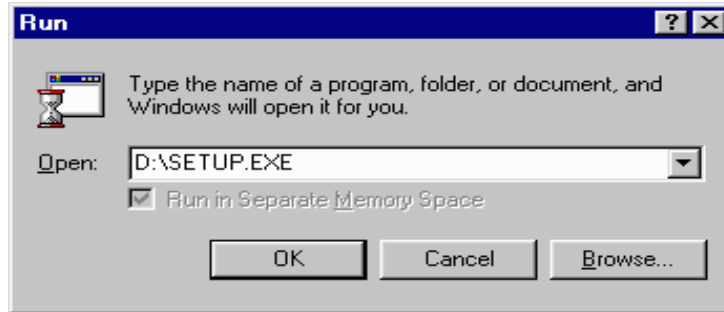 Run
Type the name of a program, folder, or document, and
Windows will open it for you.
Open: D:\SETUP.EXE
Run in Separate Memory Space
OK Cancel Browse...